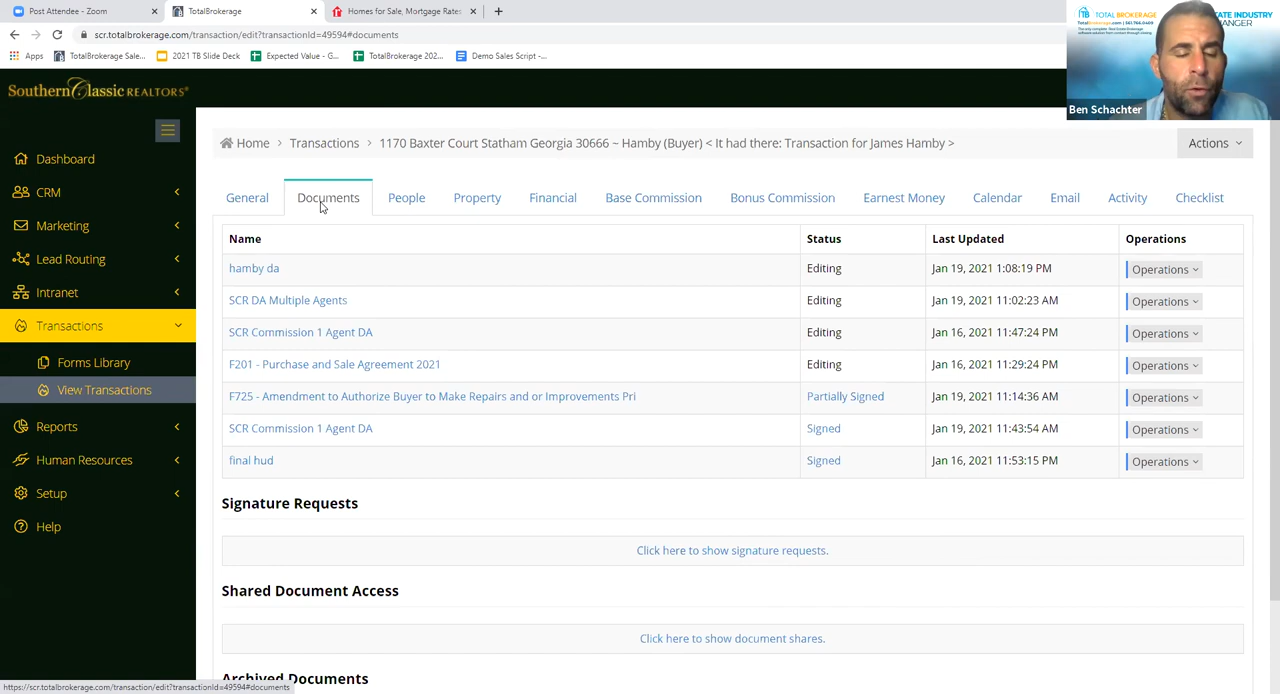 Post Attendee - Zoom
TotalBrokerage
Homes for Sale, Mortgage Rates
scr.totalbrokerage.com/transaction/edit?transactionId=49594#documents
Apps
TotalBrokerage Sale...
2021 TB Slide Deck
Expected Value - G...
TotalBrokerage 202...
Demo Sales Script -...
TB TOTAL BROKERAGE
TotalBrokerage.com | 561.766.0409
Ben Schachter
Southern Classic REALTORS®
Home > Transactions > 1170 Baxter Court Statham Georgia 30666 ~ Hamby (Buyer) < It had there: Transaction for James Hamby >
Actions
Dashboard
CRM
Marketing
Lead Routing
Intranet
Transactions
Forms Library
View Transactions
Reports
Human Resources
Setup
Help
General Documents People Property Financial Base Commission Bonus Commission Earnest Money Calendar Email Activity Checklist
Name Status Last Updated Operations
hamby da Editing Jan 19, 2021 1:08:19 PM Operations
SCR DA Multiple Agents Editing Jan 19, 2021 11:02:23 AM Operations
SCR Commission 1 Agent DA Editing Jan 16, 2021 11:47:24 PM Operations
F201 - Purchase and Sale Agreement 2021 Editing Jan 16, 2021 11:29:24 PM Operations
F725 - Amendment to Authorize Buyer to Make Repairs and or Improvements Pri Partially Signed Jan 19, 2021 11:14:36 AM Operations
SCR Commission 1 Agent DA Signed Jan 19, 2021 11:43:54 AM Operations
final hud Signed Jan 16, 2021 11:53:15 PM Operations
Signature Requests
Click here to show signature requests.
Shared Document Access
Click here to show document shares.
Archived Documents
https://scr.totalbrokerage.com/transaction/edit?transactionId=49594#documents